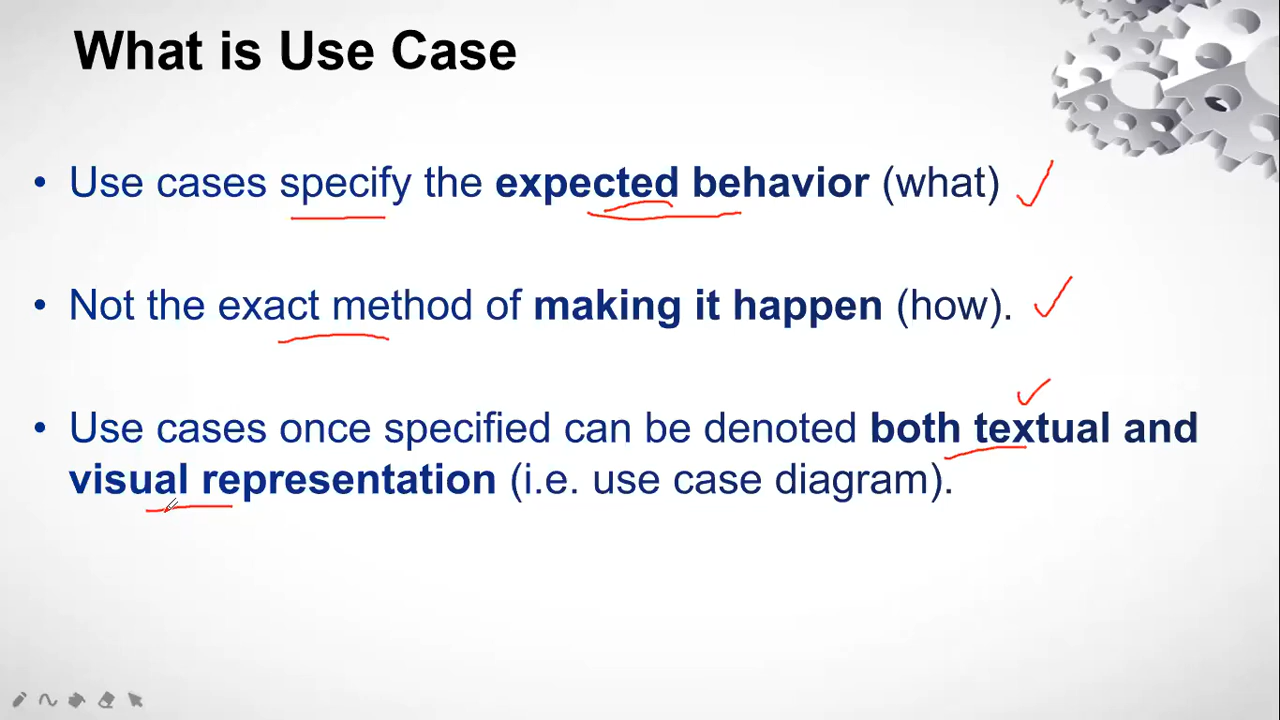 What is Use Case
• Use cases specify the expected behavior (what)
• Not the exact method of making it happen (how).
• Use cases once specified can be denoted both textual and
visual representation (i.e. use case diagram).